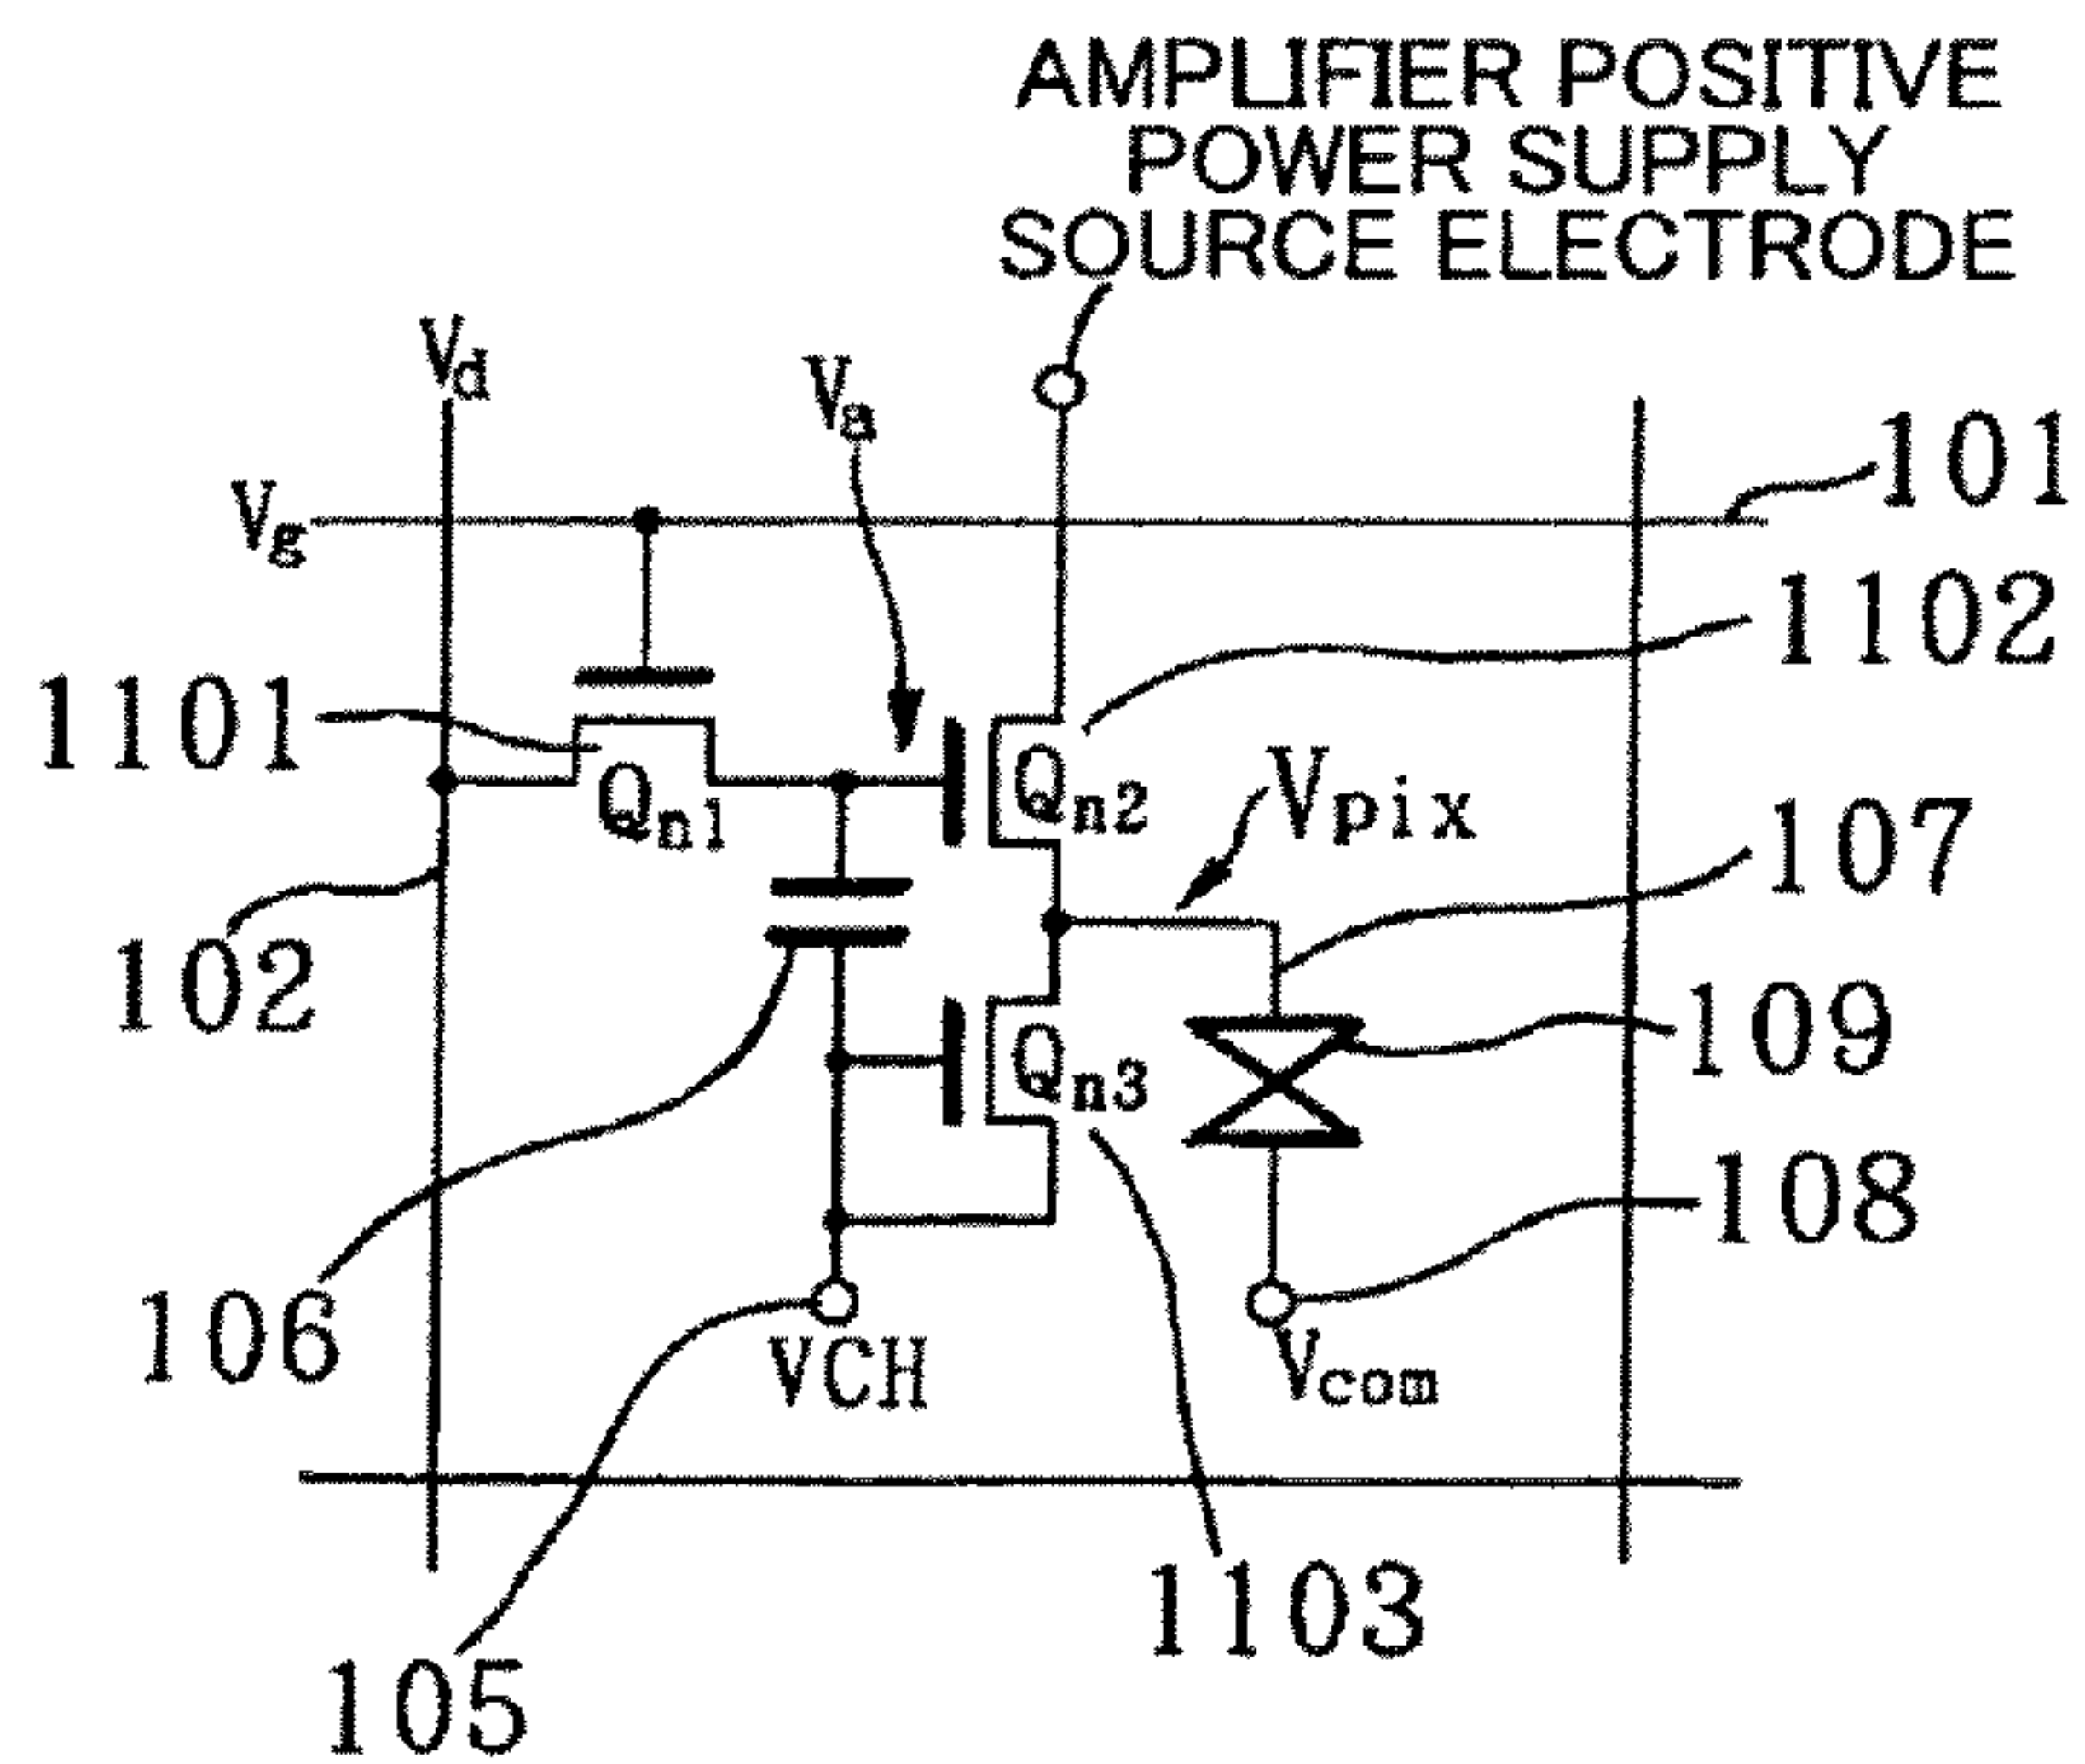 AMPLIFIER POSITIVE
POWER SUPPLY
SOURCE ELECTRODE
Vd
Va
Vg
101
1102
1101
Qn1
Qn2
Vpix
107
102
109
Qn3
108
106
VCH
Vcom
1103
105